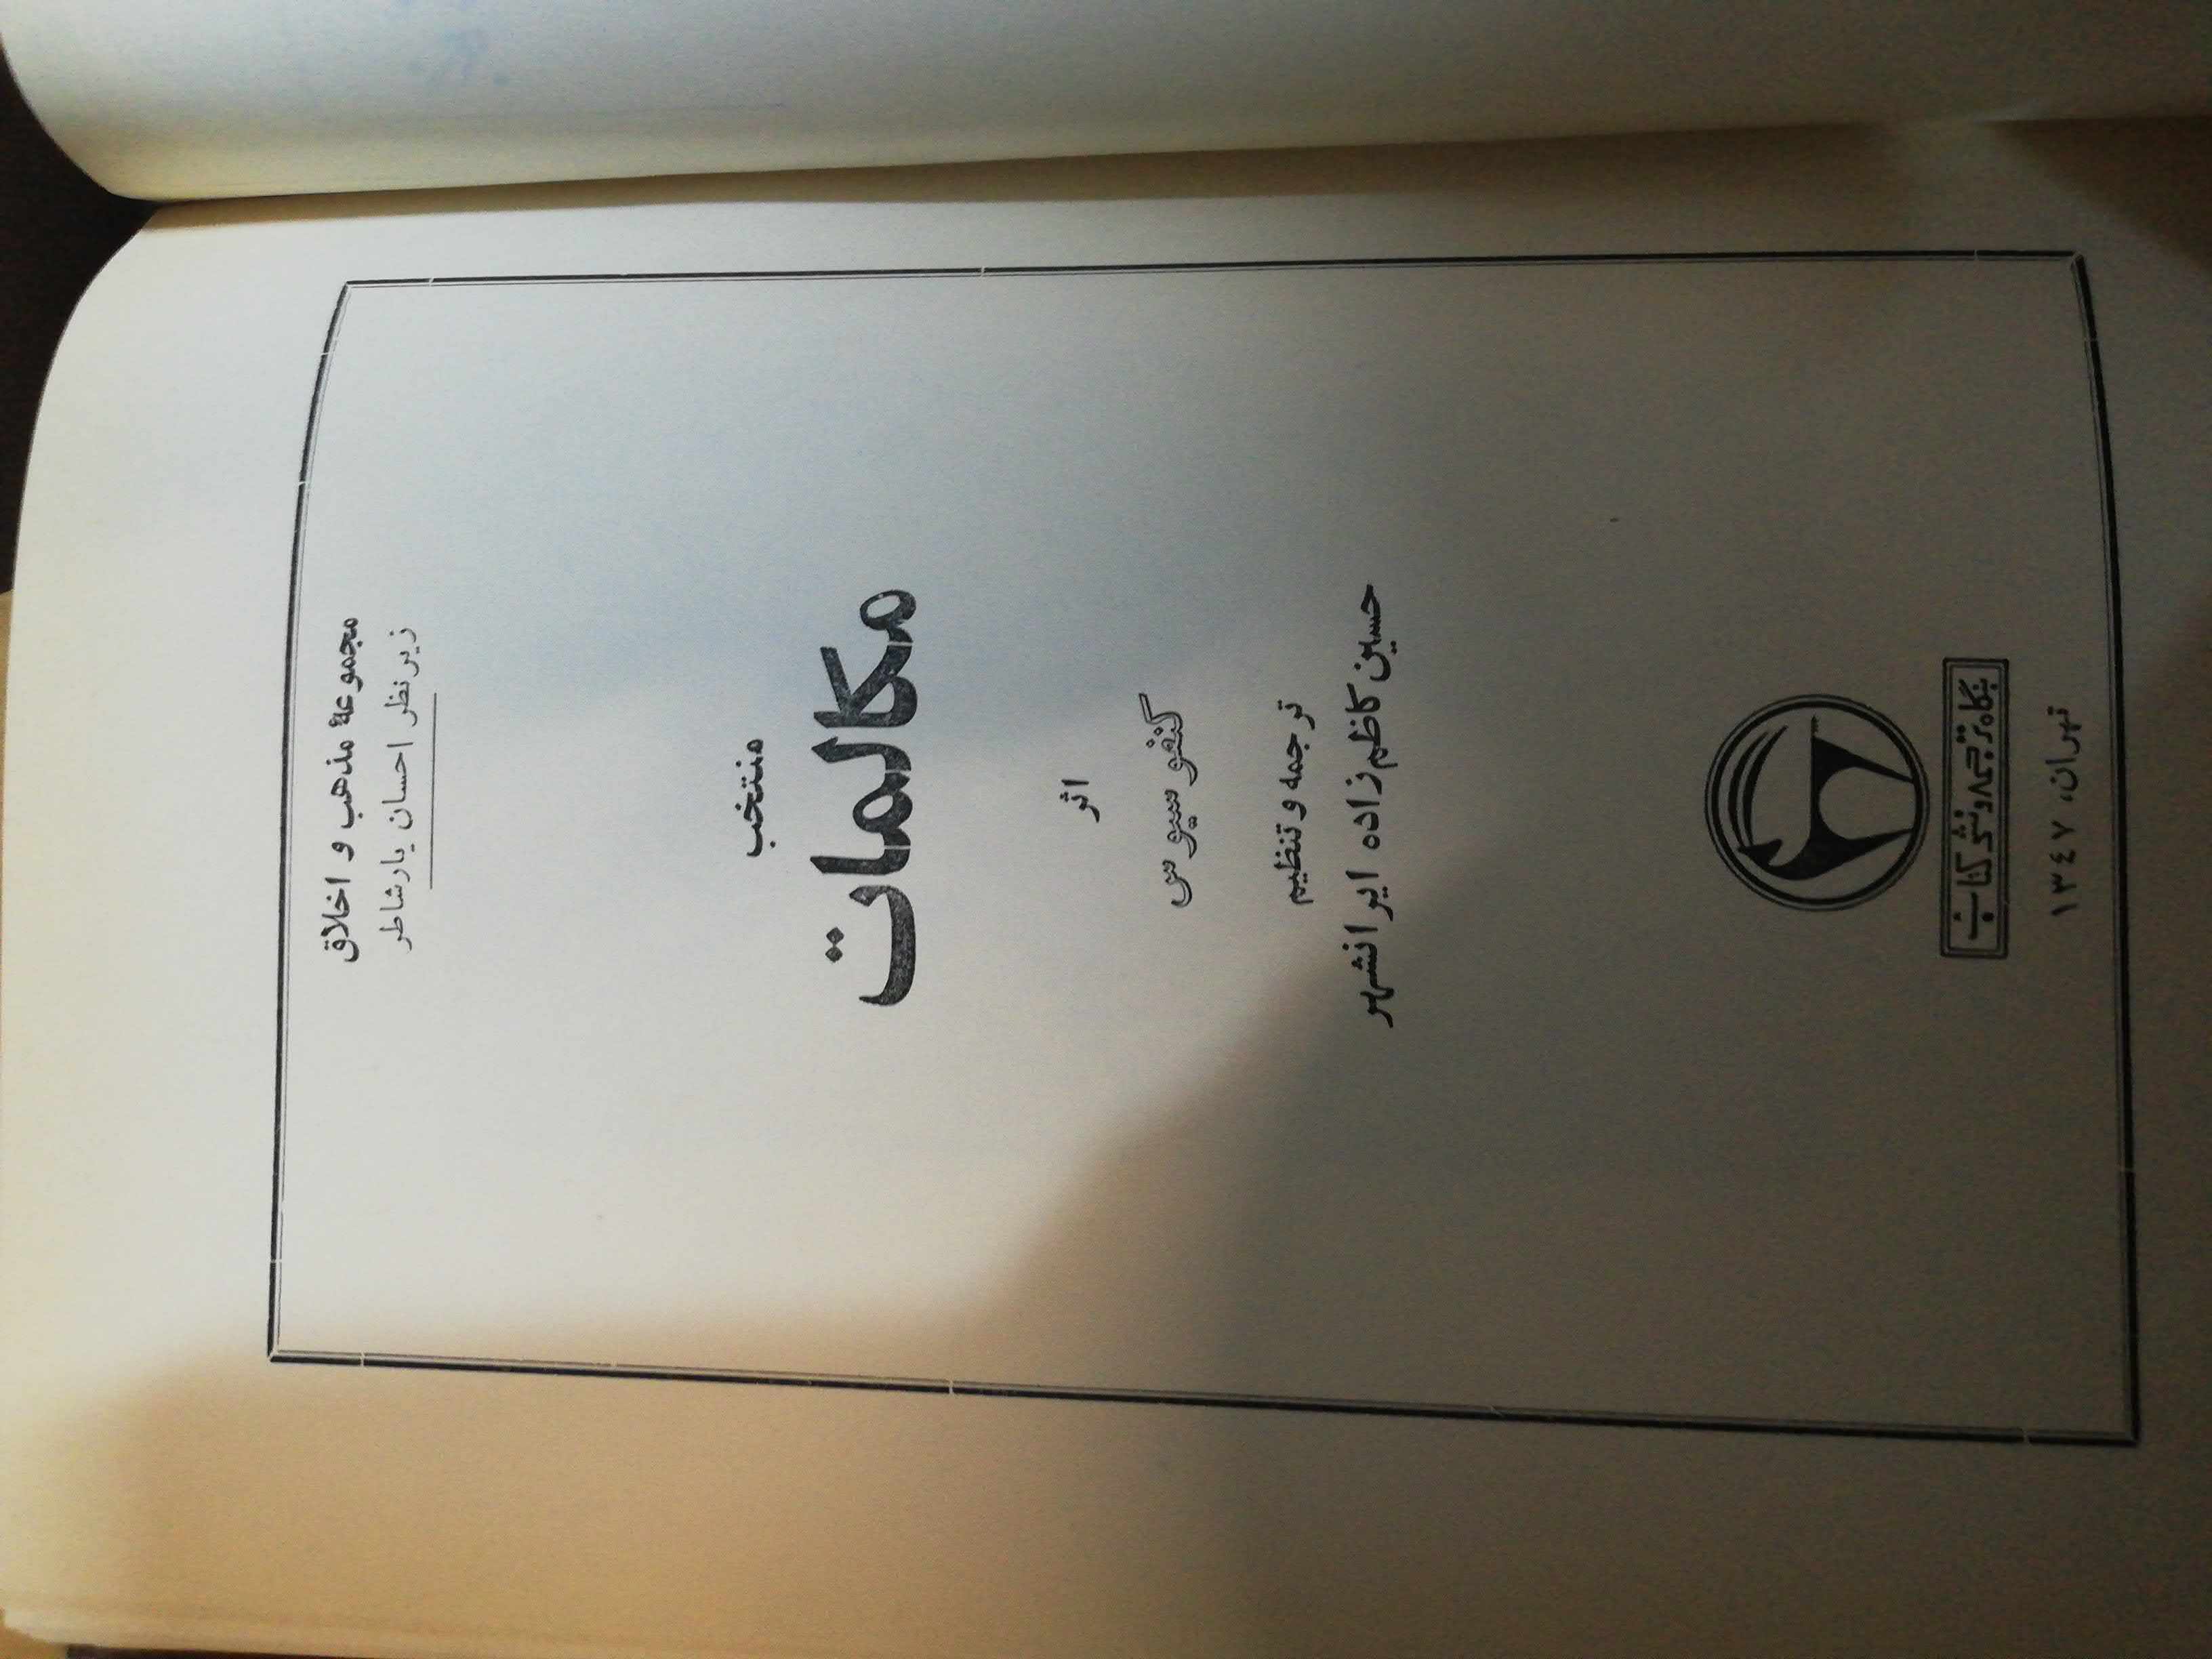 مجموعهٔ مذهب و اخلاق
زیر نظر احسان یارشاطر
منتخب
مکالمات
اثر
کنفوسیوس
ترجمه و تنظیم
حسین کاظم زاده ایرانشهر
بنگاه ترجمه و نشر کتاب
تهران، ۱۳٤۷